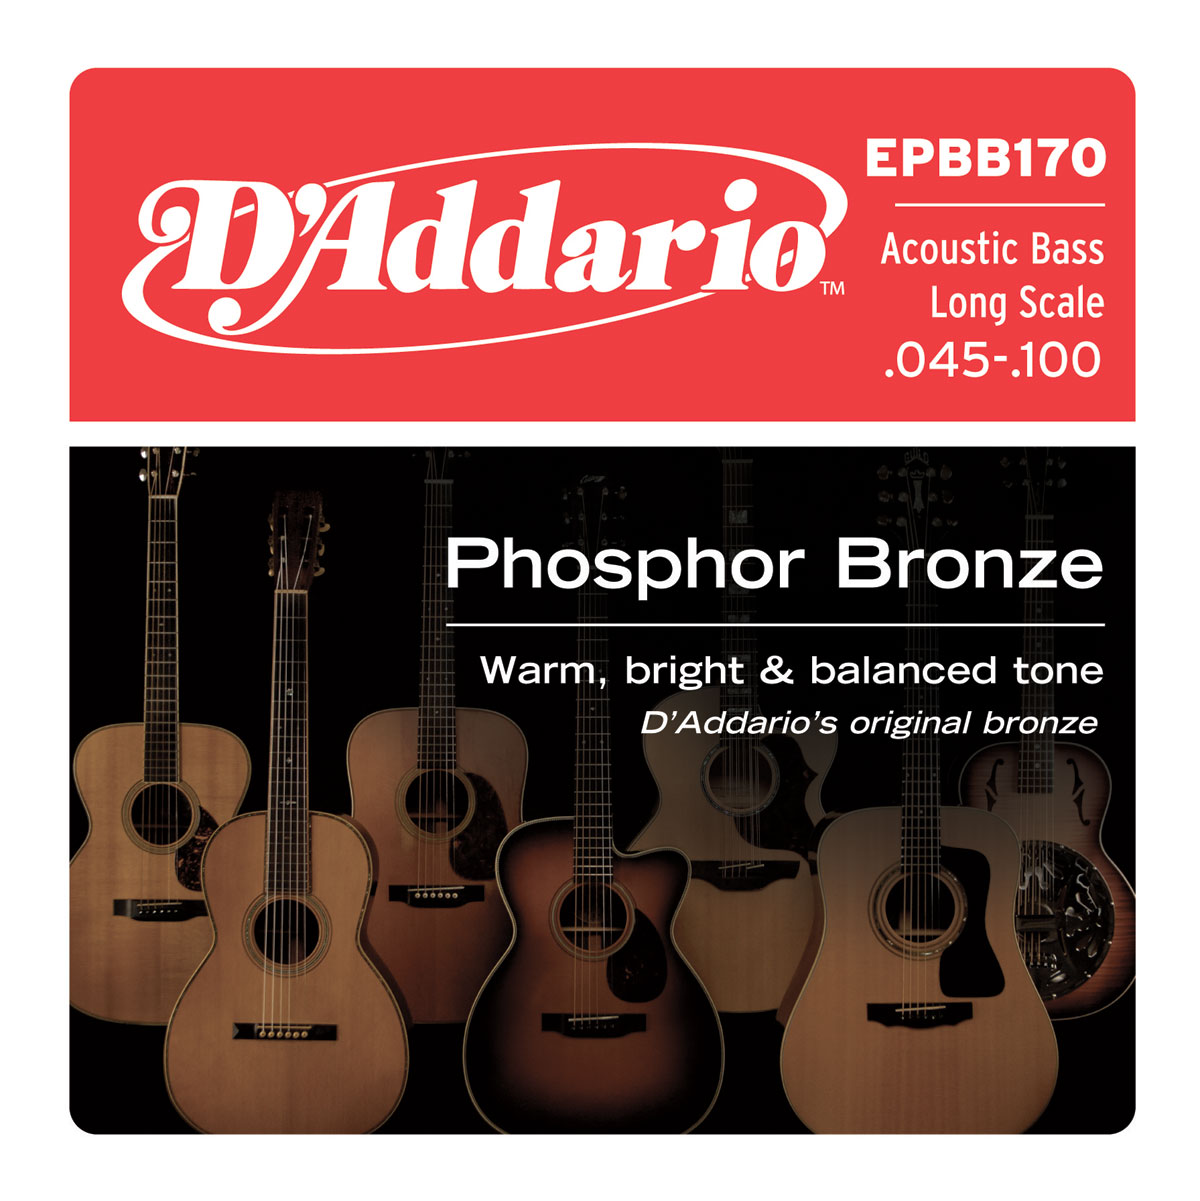 D'Addario™
EPBB170
Acoustic Bass
Long Scale
.045-.100
Phosphor Bronze
Warm, bright & balanced tone
D'Addario's original bronze